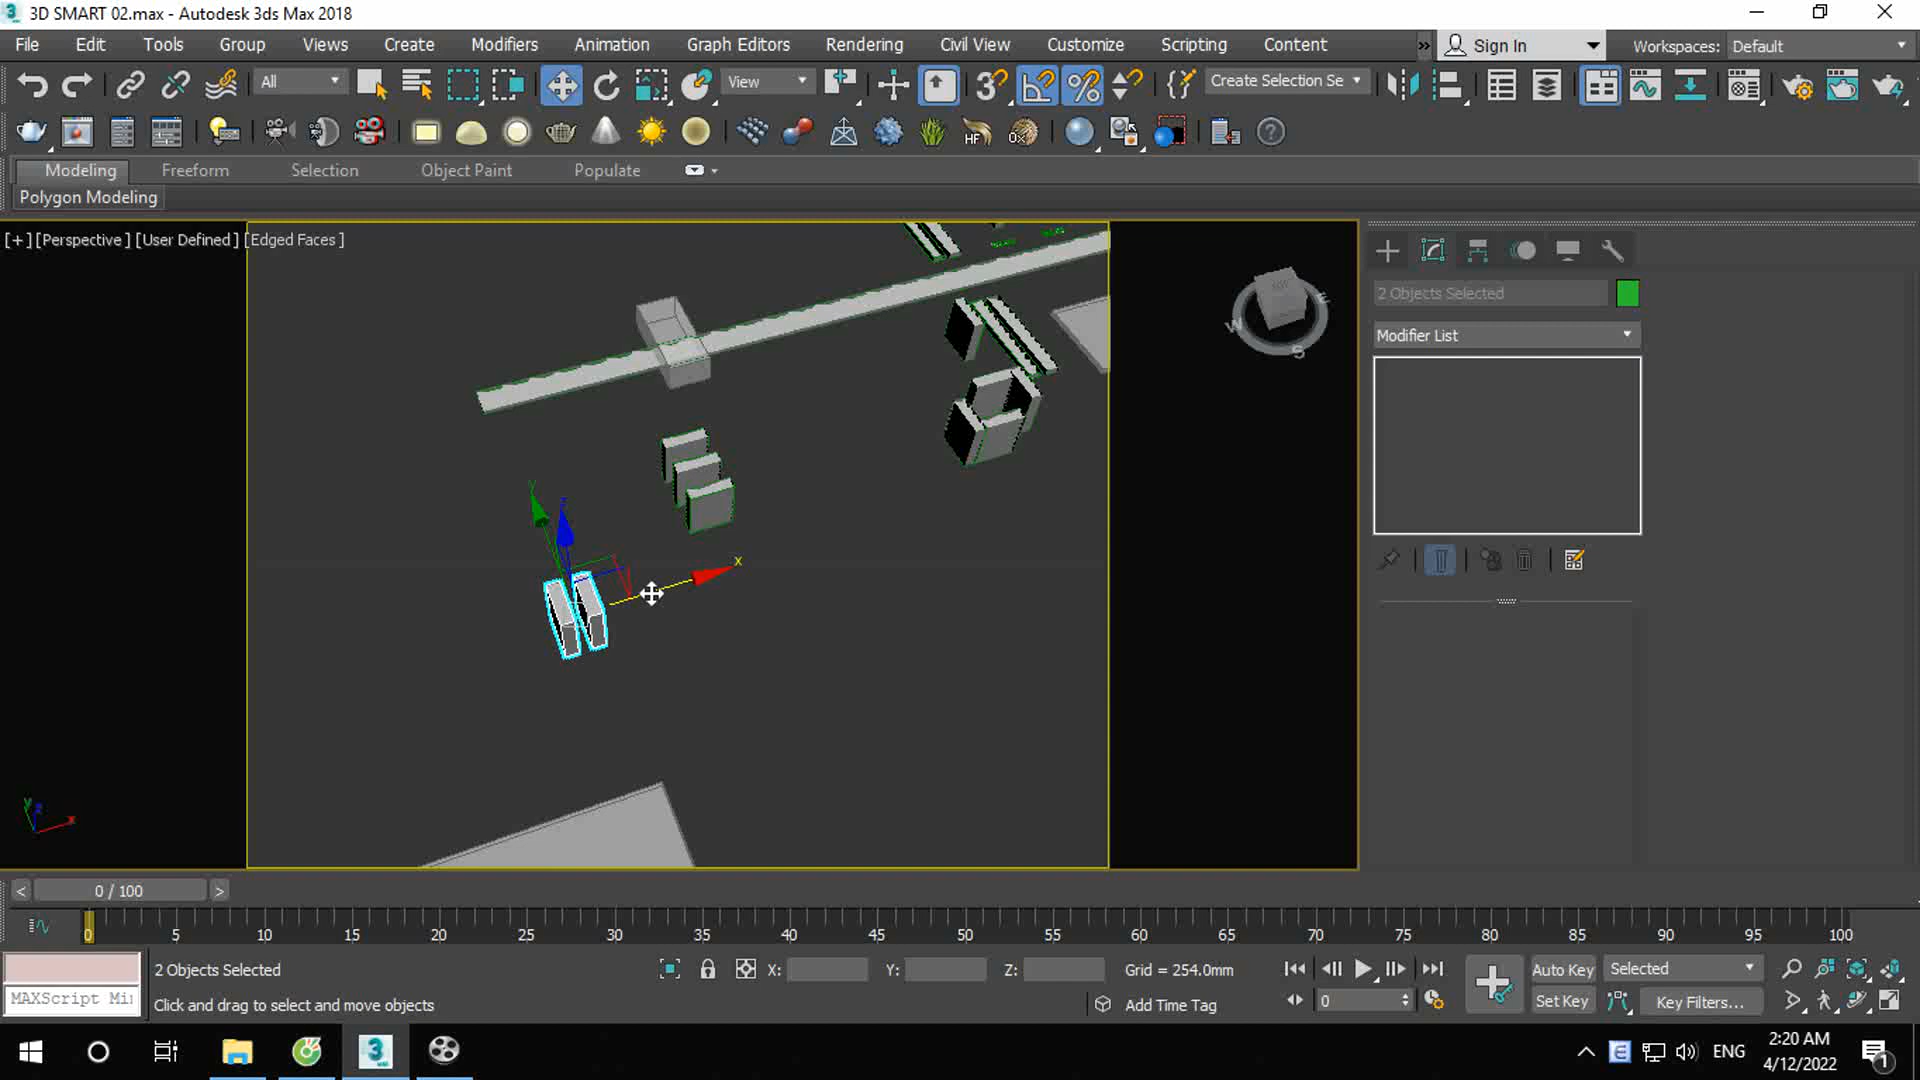 3D SMART 02.max - Autodesk 3ds Max 2018
File Edit Tools Group Views Create Modifiers Animation Graph Editors Rendering Civil View Customize Scripting Content » Sign In Workspaces: Default
All View Create Selection Se
Modeling Freeform Selection Object Paint Populate
Polygon Modeling
[+] [Perspective ] [User Defined ] [Edged Faces ]
2 Objects Selected
Modifier List
W E S
y z x
y z x
< 0 / 100 >
0 5 10 15 20 25 30 35 40 45 50 55 60 65 70 75 80 85 90 95 100
2 Objects Selected X: Y: Z: Grid = 254.0mm Auto Key Selected
MAXScript Mi Click and drag to select and move objects Add Time Tag 0 Set Key Key Filters...
ENG 2:20 AM
4/12/2022 1